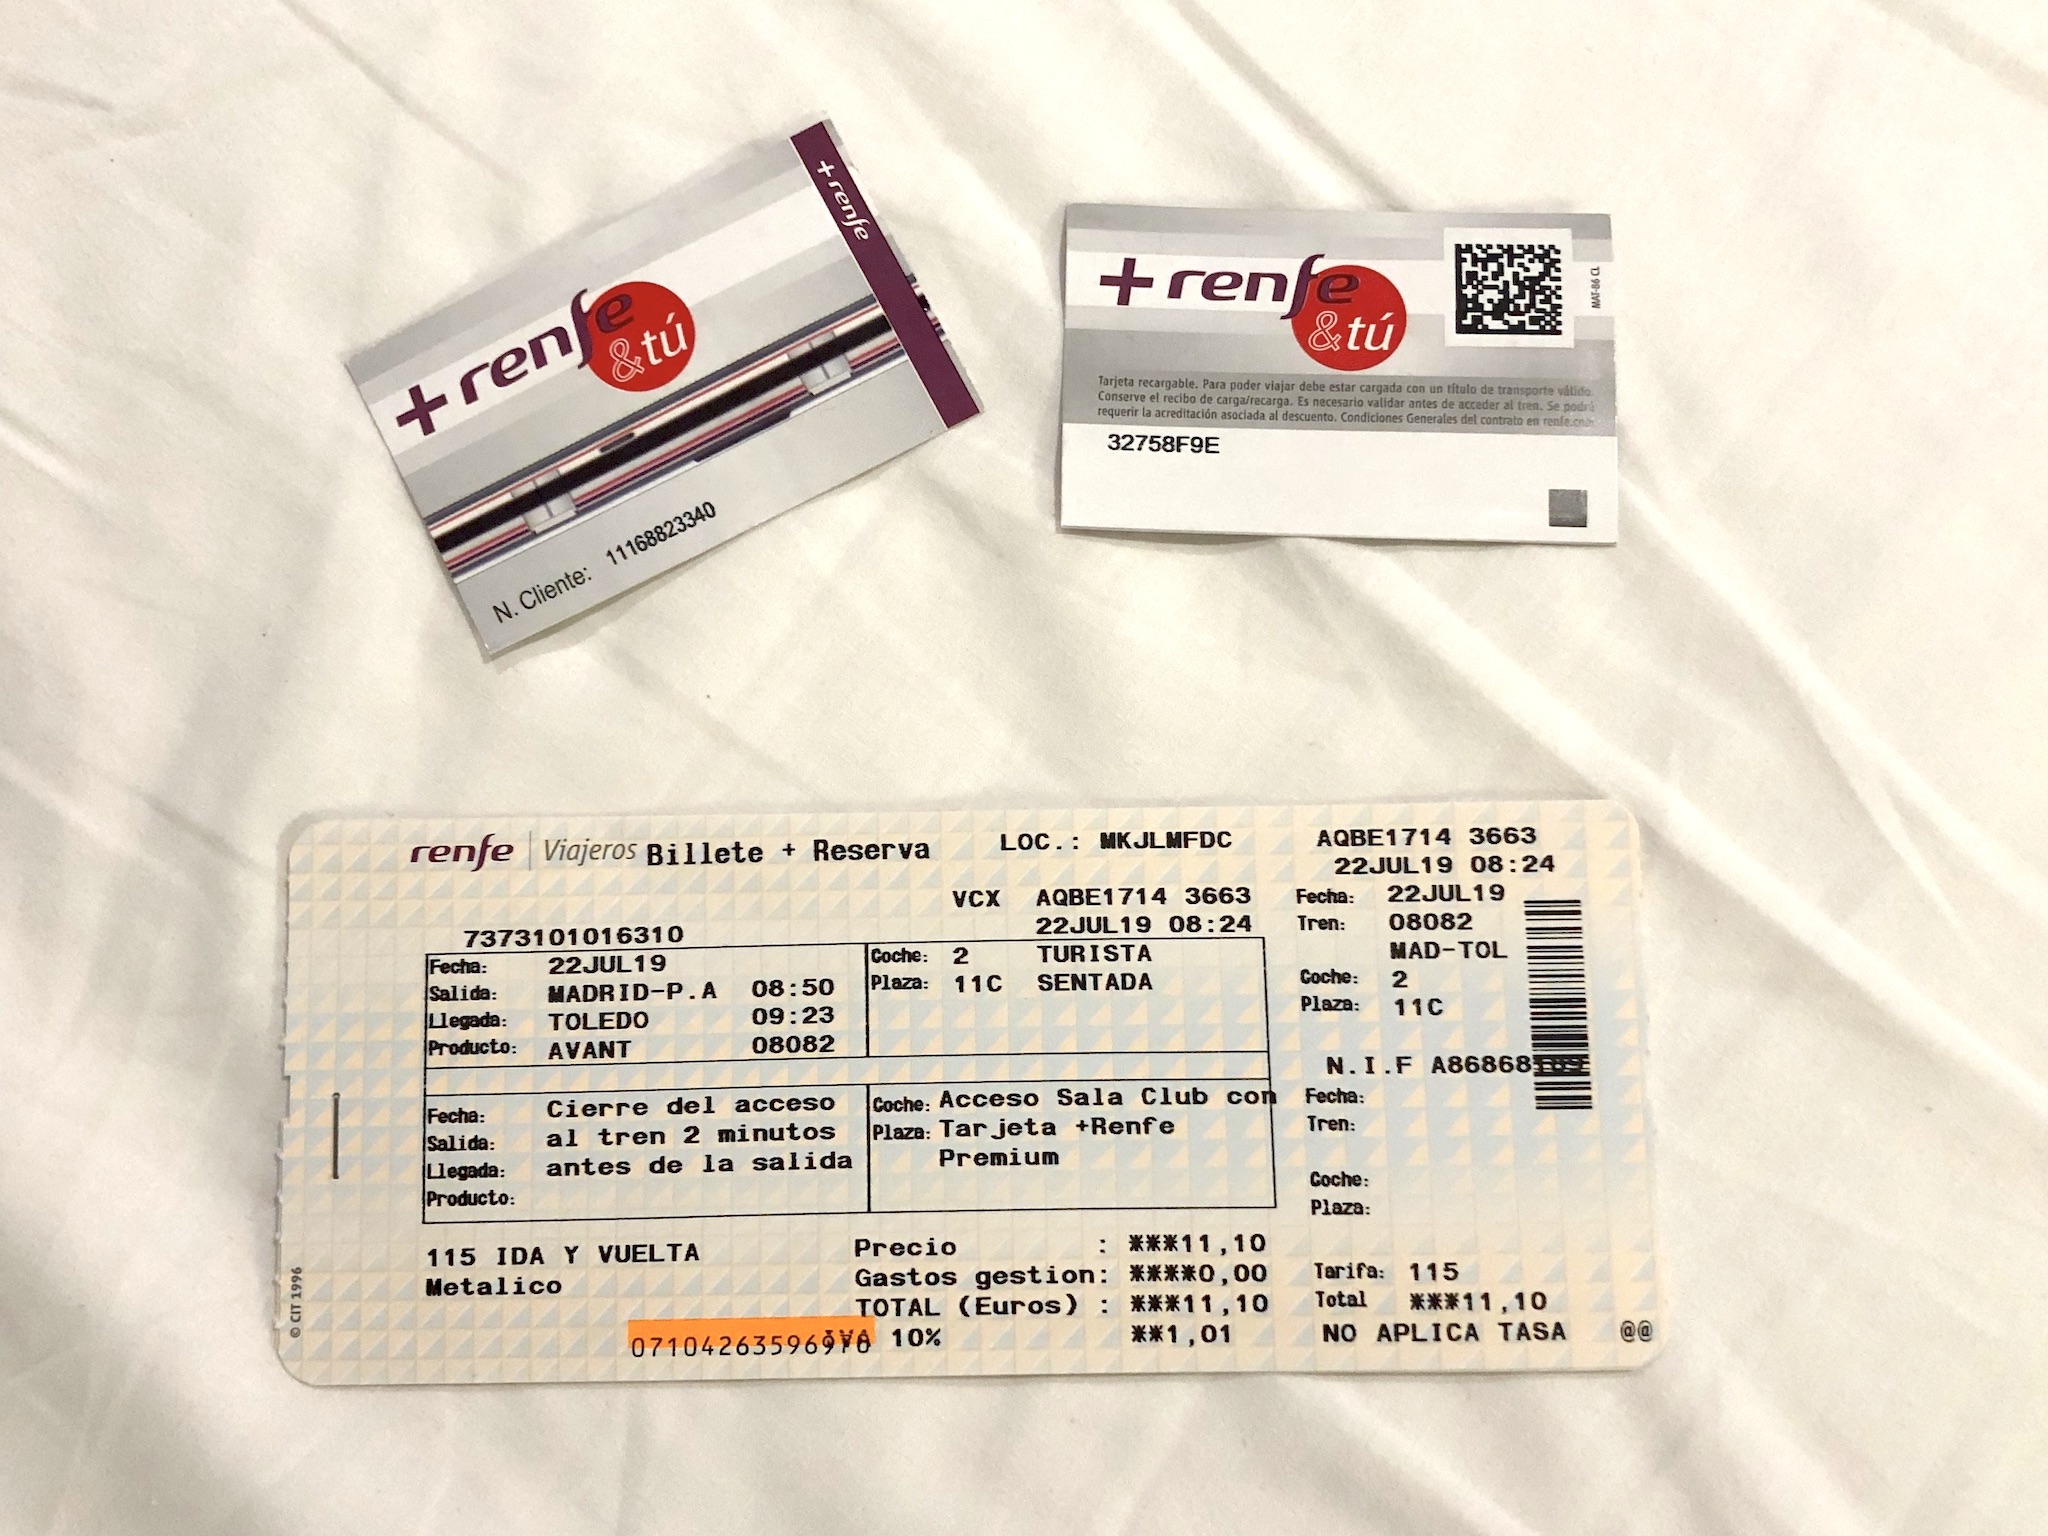 + renfe
+ renfe
&tú
N. Cliente: 11168823340
+ renfe
&tú
MAT-86 CL
Tarjeta recargable. Para poder viajar debe estar cargada con un título de transporte válido.
Conserve el recibo de carga/recarga. Es necesario validar antes de acceder al tren. Se podrá
requerir la acreditación asociada al descuento. Condiciones Generales del contrato en renfe.com
32758F9E
renfe | Viajeros Billete + Reserva LOC.: MKJLMFDC
VCX AQBE1714 3663
7373101016310 22JUL19 08:24
Fecha: 22JUL19
Salida: MADRID-P.A 08:50
Llegada: TOLEDO 09:23
Producto: AVANT 08082
Coche: 2 TURISTA
Plaza: 11C SENTADA
Fecha: Cierre del acceso
Salida: al tren 2 minutos
Llegada: antes de la salida
Producto:
Coche: Acceso Sala Club con
Plaza: Tarjeta +Renfe
Premium
115 IDA Y VUELTA
Metalico
Precio : ***11,10
Gastos gestion: ****0,00
TOTAL (Euros) : ***11,10
IVA 10% **1,01
© CIT 1996
AQBE1714 3663
22JUL19 08:24
Fecha: 22JUL19
Tren: 08082
MAD-TOL
Coche: 2
Plaza: 11C
N.I.F A86868189
Fecha:
Tren:
Coche:
Plaza:
Tarifa: 115
Total ***11,10
NO APLICA TASA @@